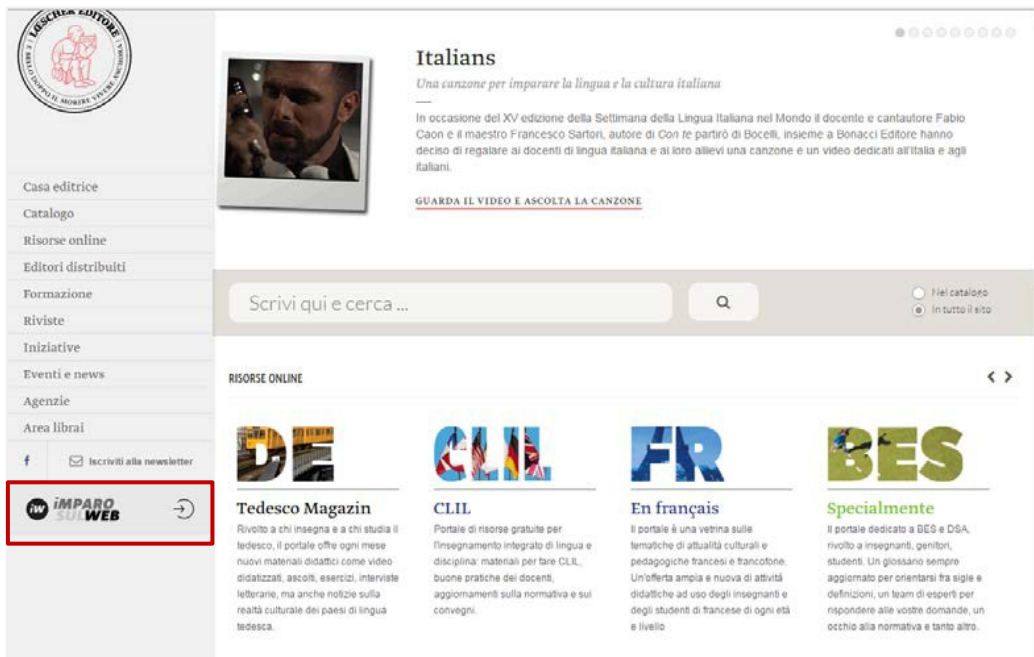 LŒSCHER EDITORE
È BELLO DOPPO IL MORIRE VIVERE ANCHORA
Casa editrice
Catalogo
Risorse online
Editori distribuiti
Formazione
Riviste
Iniziative
Eventi e news
Agenzie
Area librai
f Iscriviti alla newsletter
iw iMPARO
SULWEB
Italians
Una canzone per imparare la lingua e la cultura italiana
In occasione del XV edizione della Settimana della Lingua Italiana nel Mondo il docente e cantautore Fabio
Caon e il maestro Francesco Sartori, autore di Con te partirò di Bocelli, insieme a Bonacci Editore hanno
deciso di regalare ai docenti di lingua italiana e ai loro allievi una canzone e un video dedicati all'Italia e agli
italiani.
GUARDA IL VIDEO E ASCOLTA LA CANZONE
Scrivi qui e cerca ...
Nel catalogo
In tutto il sito
RISORSE ONLINE
DE
Tedesco Magazin
Rivolto a chi insegna e a chi studia il
tedesco, il portale offre ogni mese
nuovi materiali didattici come video
didatizzati, ascolti, esercizi, interviste
letterarie, ma anche notizie sulla
realtà culturale dei paesi di lingua
tedesca.
CLIL
CLIL
Portale di risorse gratuite per
l'insegnamento integrato di lingua e
disciplina: materiali per fare CLIL,
buone pratiche dei docenti,
aggiornamenti sulla normativa e sui
convegni.
FR
En français
Il portale è una vetrina sulle
tematiche di attualità culturali e
pedagogiche francesi e francofone.
Un'offerta ampia e nuova di attività
didattiche ad uso degli insegnanti e
degli studenti di francese di ogni età
e livello
BES
Specialmente
Il portale dedicato a BES e DSA,
rivolto a insegnanti, genitori,
studenti. Un glossario sempre
aggiornato per orientarsi fra sigle e
definizioni, un team di esperti per
rispondere alle vostre domande, un
occhio alla normativa e tanto altro.